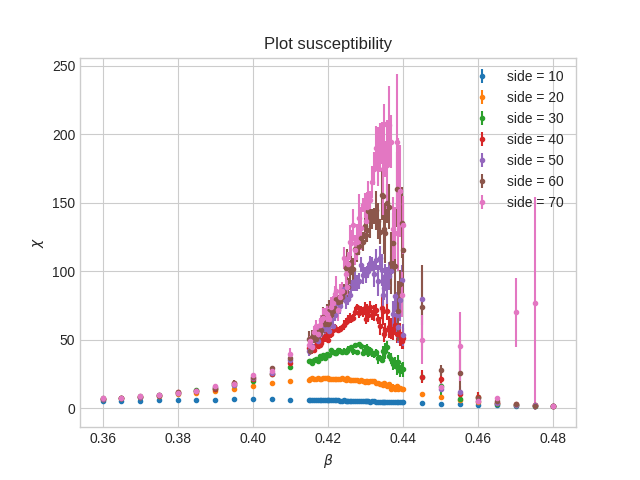 Plot susceptibility
250
200
150
100
50
0
χ
side = 10
side = 20
side = 30
side = 40
side = 50
side = 60
side = 70
0.36
0.38
0.40
0.42
0.44
0.46
0.48
β